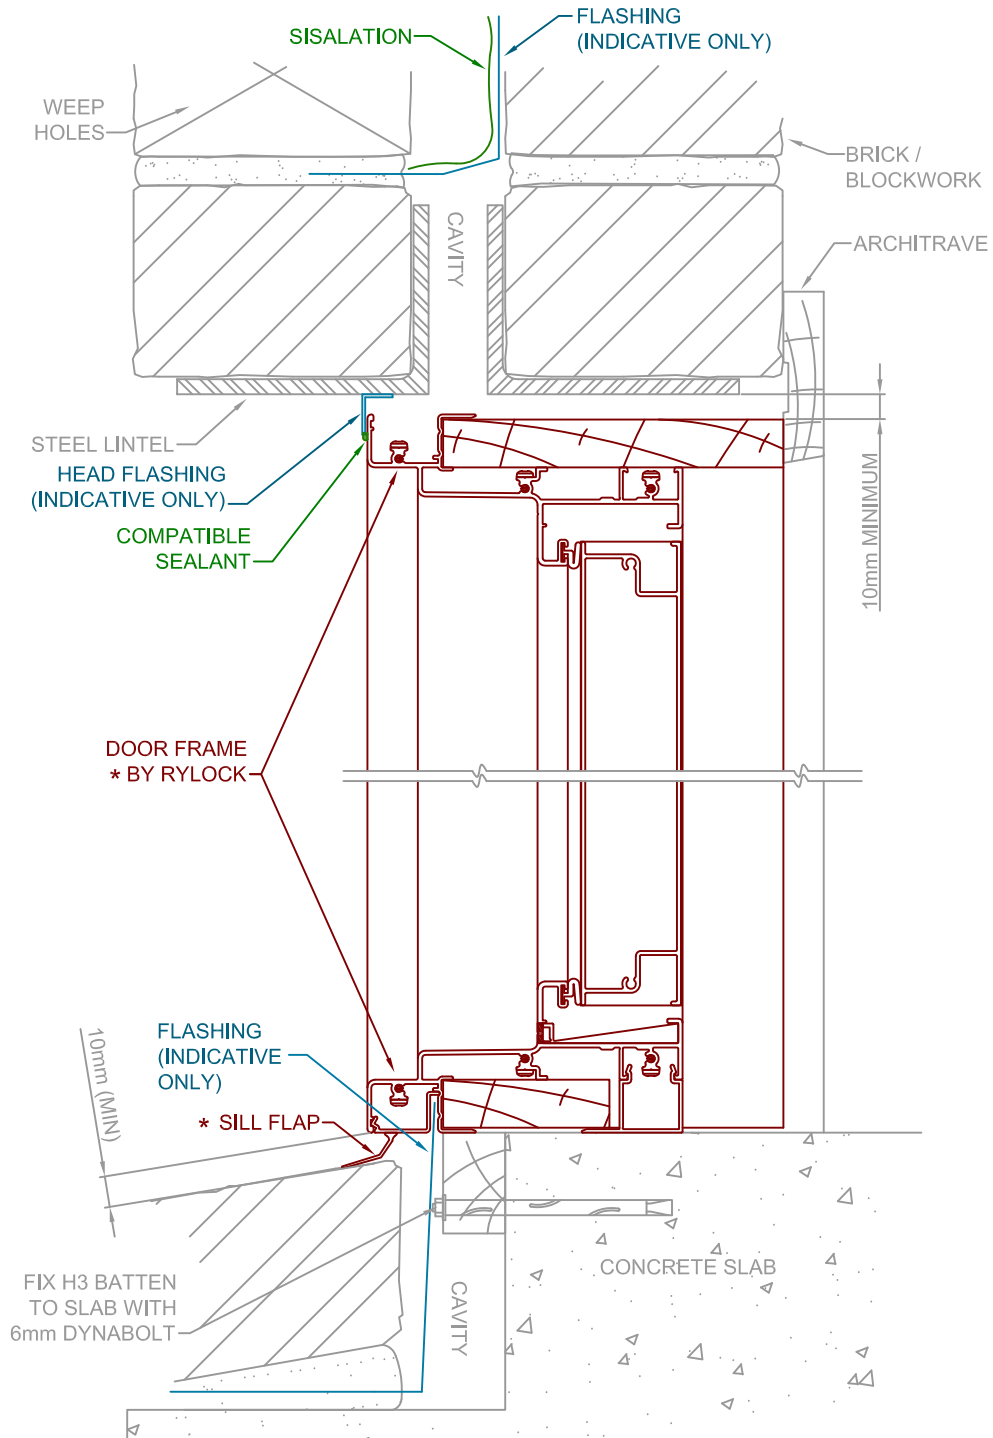 SISALATION
FLASHING
(INDICATIVE ONLY)
WEEP
HOLES
BRICK /
BLOCKWORK
CAVITY
ARCHITRAVE
STEEL LINTEL
HEAD FLASHING
(INDICATIVE ONLY)
COMPATIBLE
SEALANT
10mm MINIMUM
DOOR FRAME
* BY RYLOCK
FLASHING
(INDICATIVE
ONLY)
10mm (MIN)
* SILL FLAP
CONCRETE SLAB
FIX H3 BATTEN
TO SLAB WITH
6mm DYNABOLT
CAVITY